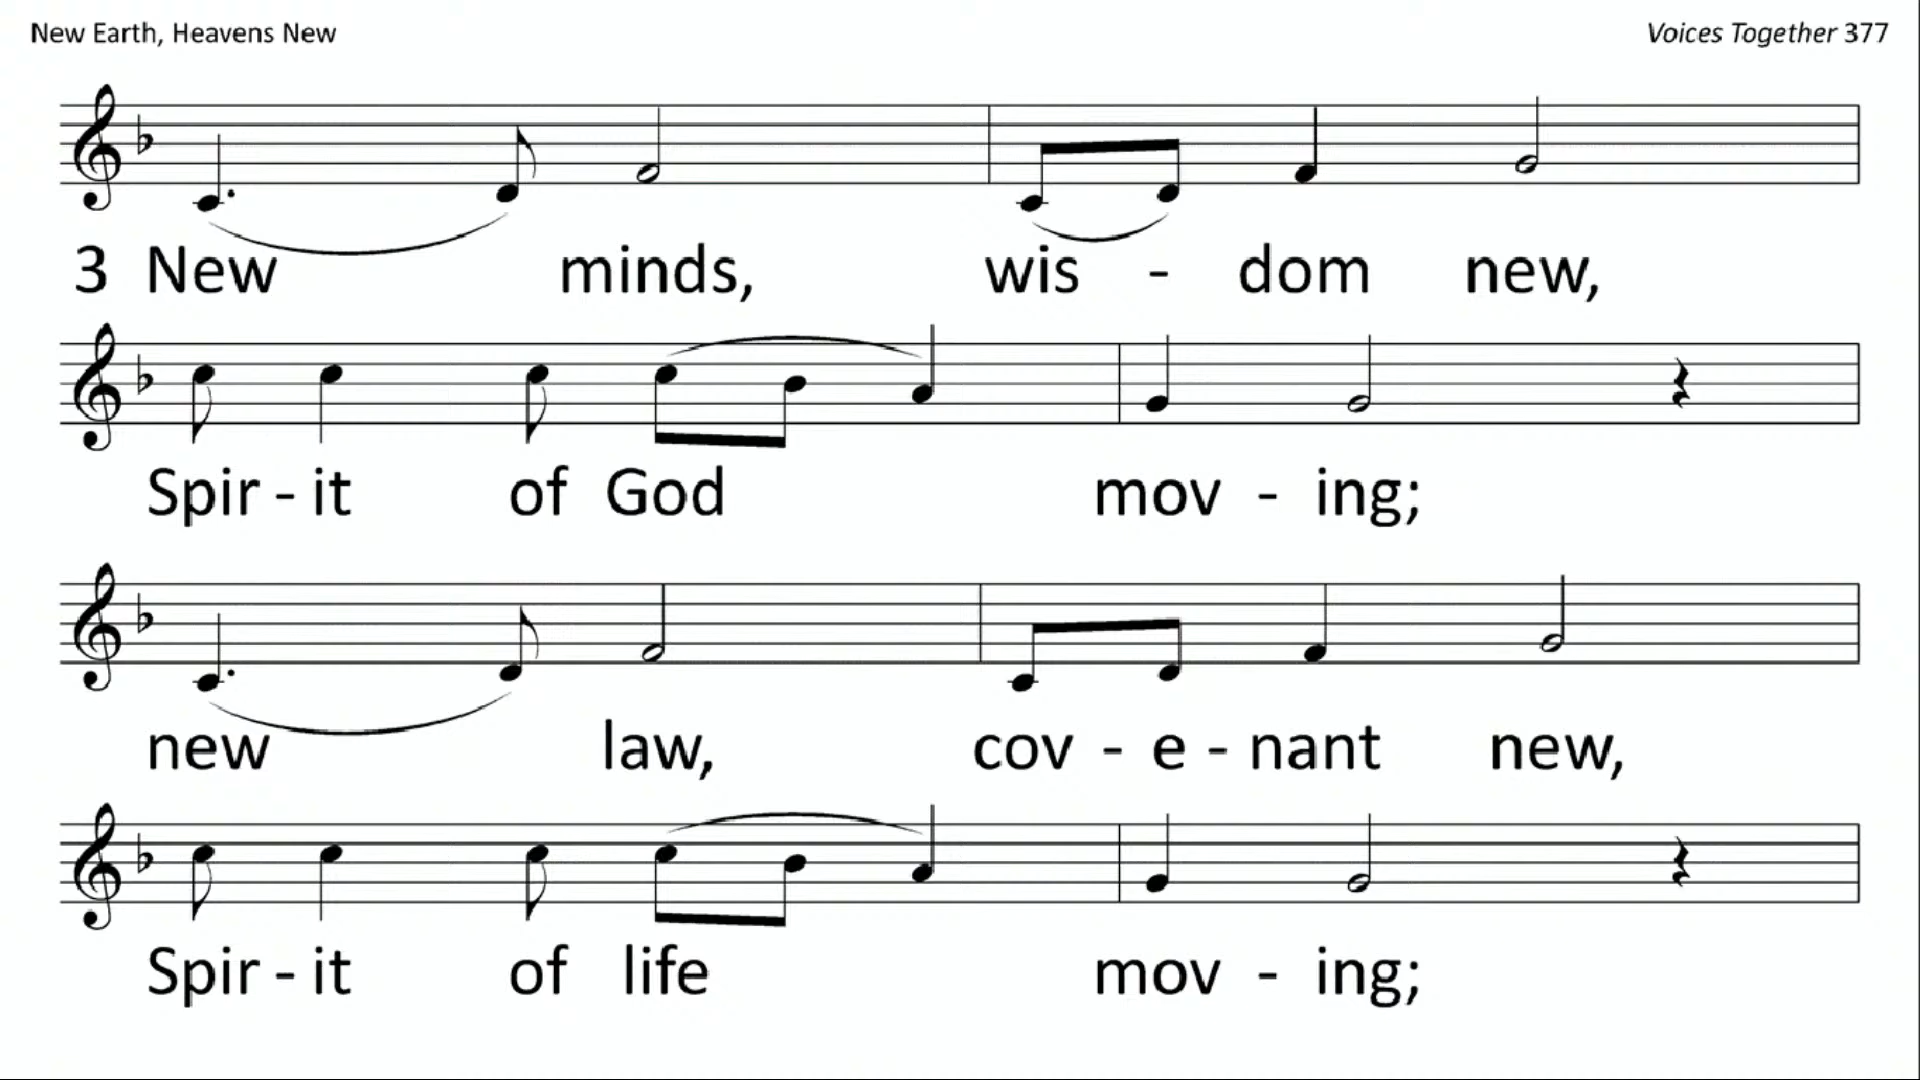 New Earth, Heavens New
Voices Together 377
3 New minds, wis - dom new,
Spir - it of God mov - ing;
new law, cov - e - nant new,
Spir - it of life mov - ing;